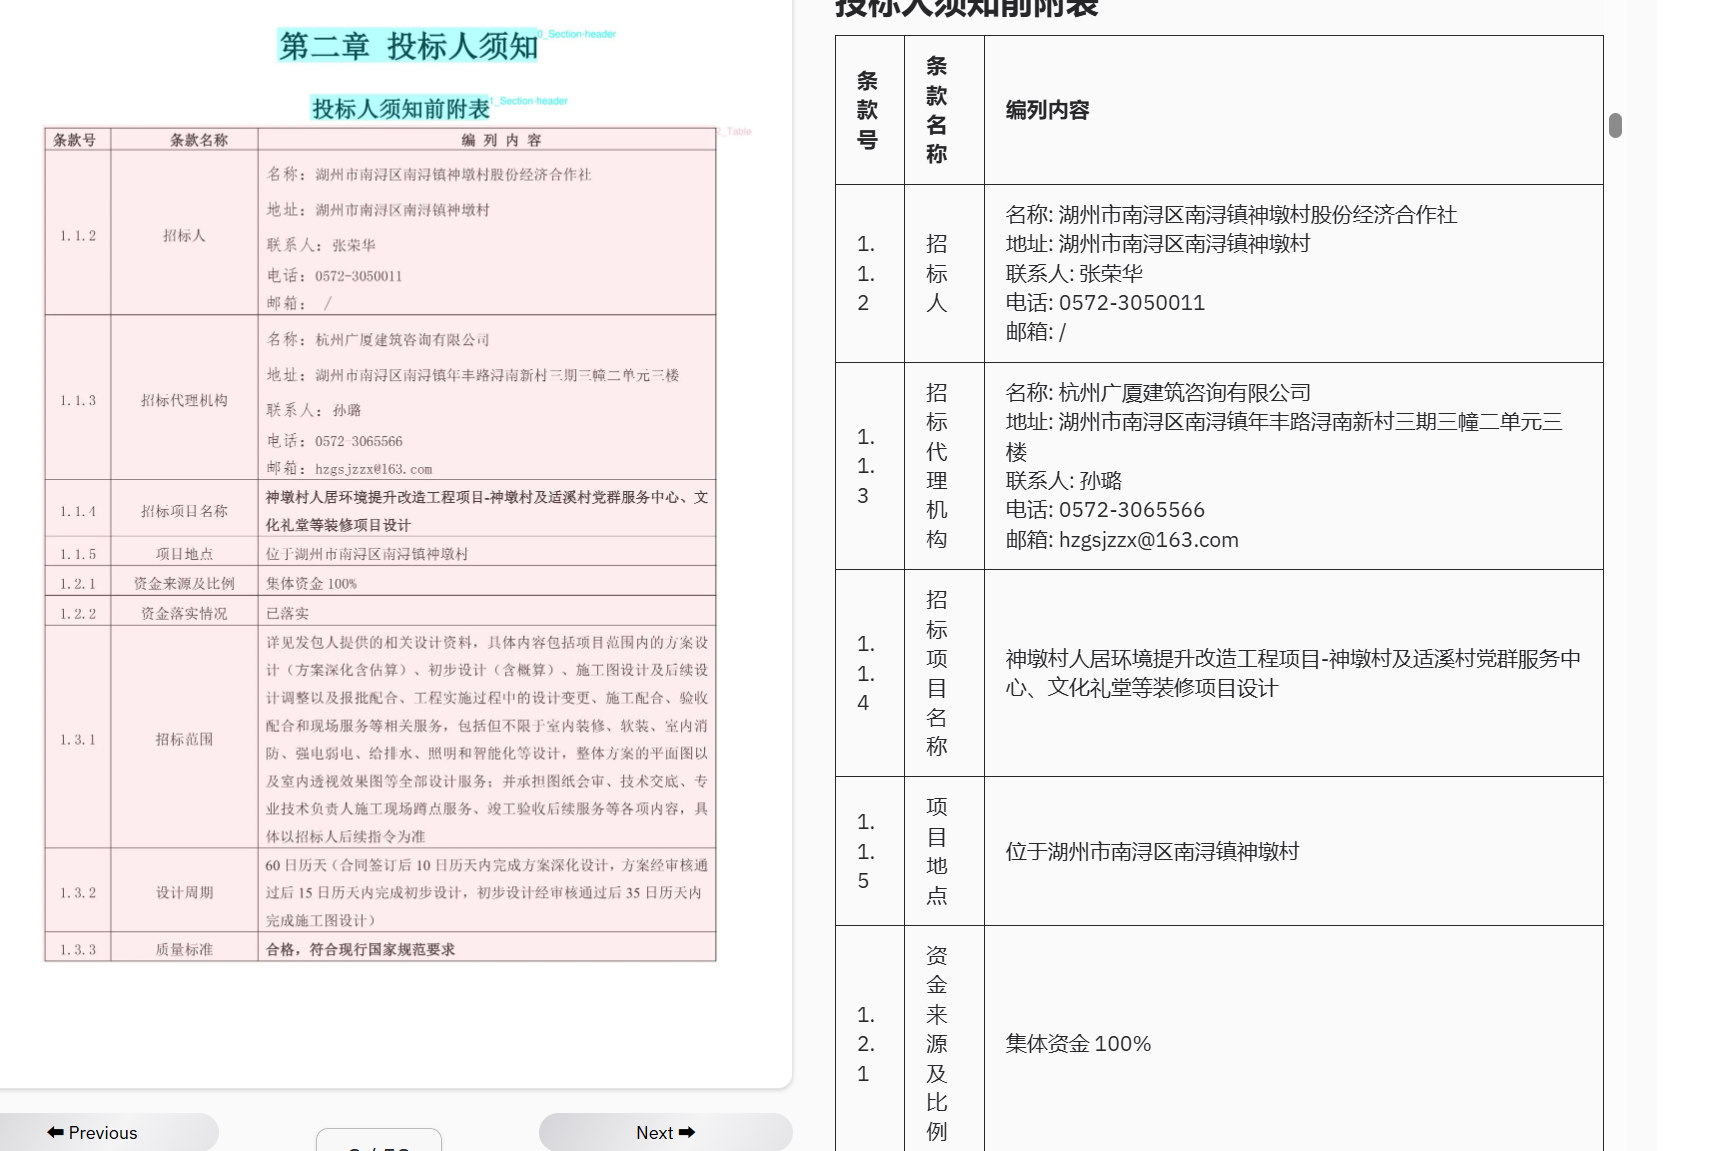 第二章 投标人须知
0_Section-header
投标人须知前附表
1_Section-header
2_Table
条款号 条款名称 编 列 内 容
1.1.2 招标人
名称：湖州市南浔区南浔镇神墩村股份经济合作社
地址：湖州市南浔区南浔镇神墩村
联系人：张荣华
电话：0572-3050011
邮箱： /
1.1.3 招标代理机构
名称：杭州广厦建筑咨询有限公司
地址：湖州市南浔区南浔镇年丰路浔南新村三期三幢二单元三楼
联系人：孙璐
电话：0572-3065566
邮箱：hzgsjzzx@163.com
1.1.4 招标项目名称
神墩村人居环境提升改造工程项目-神墩村及适溪村党群服务中心、文
化礼堂等装修项目设计
1.1.5 项目地点 位于湖州市南浔区南浔镇神墩村
1.2.1 资金来源及比例 集体资金 100%
1.2.2 资金落实情况 已落实
1.3.1 招标范围
详见发包人提供的相关设计资料，具体内容包括项目范围内的方案设
计（方案深化含估算）、初步设计（含概算）、施工图设计及后续设
计调整以及报批配合、工程实施过程中的设计变更、施工配合、验收
配合和现场服务等相关服务，包括但不限于室内装修、软装、室内消
防、强电弱电、给排水、照明和智能化等设计，整体方案的平面图以
及室内透视效果图等全部设计服务；并承担图纸会审、技术交底、专
业技术负责人施工现场蹲点服务、竣工验收后续服务等各项内容，具
体以招标人后续指令为准
1.3.2 设计周期
60 日历天（合同签订后 10 日历天内完成方案深化设计，方案经审核通
过后 15 日历天内完成初步设计，初步设计经审核通过后 35 日历天内
完成施工图设计）
1.3.3 质量标准 合格，符合现行国家规范要求
⬅ Previous
Next ➡
投标人须知前附表
条
款
号
条
款
名
称
编列内容
1.
1.
2
招
标
人
名称: 湖州市南浔区南浔镇神墩村股份经济合作社
地址: 湖州市南浔区南浔镇神墩村
联系人: 张荣华
电话: 0572-3050011
邮箱: /
1.
1.
3
招
标
代
理
机
构
名称: 杭州广厦建筑咨询有限公司
地址: 湖州市南浔区南浔镇年丰路浔南新村三期三幢二单元三
楼
联系人: 孙璐
电话: 0572-3065566
邮箱: hzgsjzzx@163.com
1.
1.
4
招
标
项
目
名
称
神墩村人居环境提升改造工程项目-神墩村及适溪村党群服务中
心、文化礼堂等装修项目设计
1.
1.
5
项
目
地
点
位于湖州市南浔区南浔镇神墩村
1.
2.
1
资
金
来
源
及
比
例
集体资金 100%